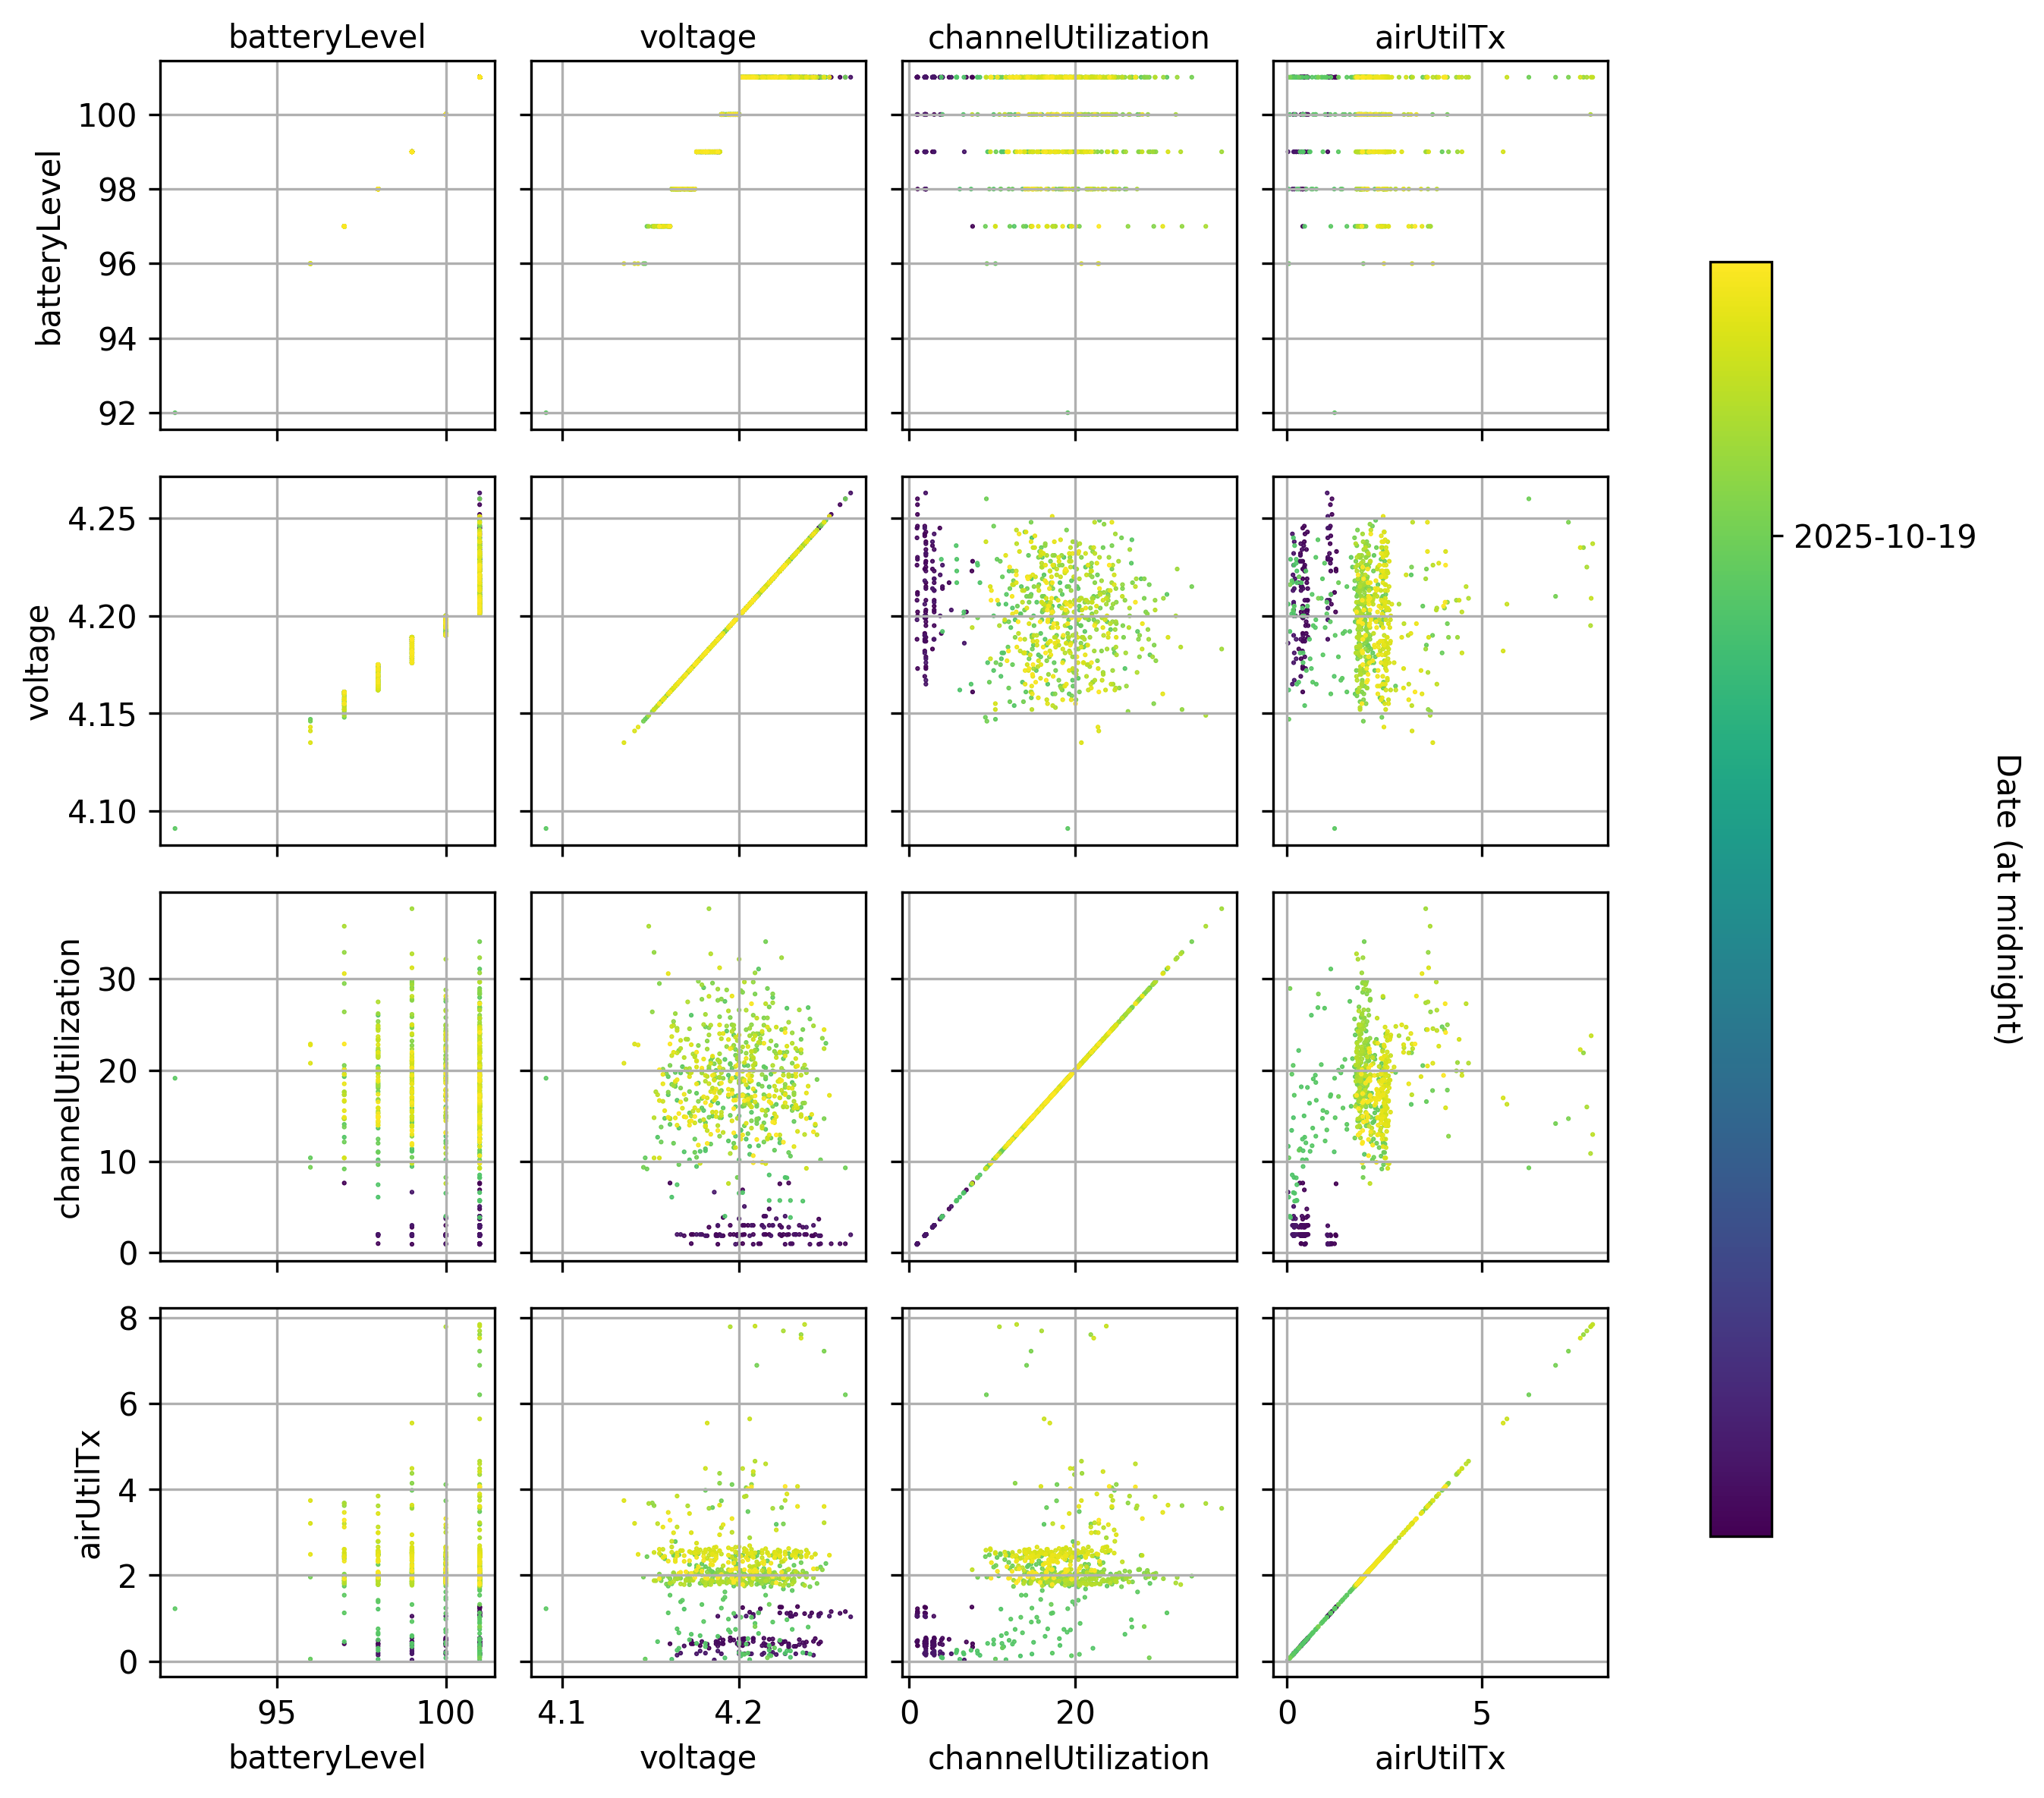 batteryLevel voltage channelUtilization airUtilTx
batteryLevel
100
98
96
94
92
voltage
4.25
4.20
4.15
4.10
channelUtilization
30
20
10
0
airUtilTx
8
6
4
2
0
95 100 4.1 4.2 0 20 0 5
batteryLevel voltage channelUtilization airUtilTx
2025-10-19
Date (at midnight)